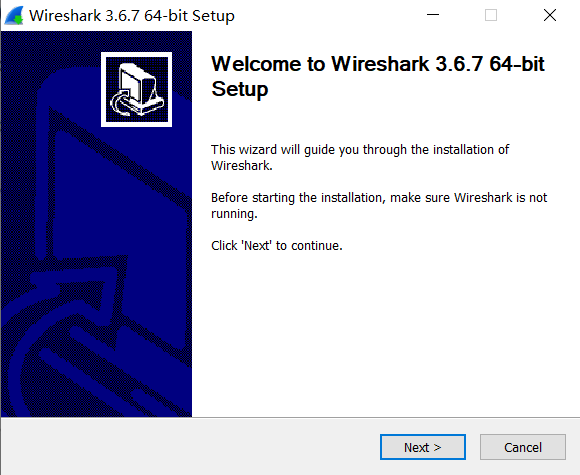 Wireshark 3.6.7 64-bit Setup
Welcome to Wireshark 3.6.7 64-bit
Setup
This wizard will guide you through the installation of
Wireshark.
Before starting the installation, make sure Wireshark is not
running.
Click 'Next' to continue.
Next >
Cancel